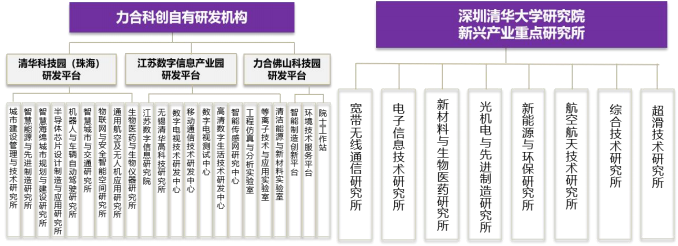 力合科创自有研发机构
清华科技园（珠海）
研发平台
江苏数字信息产业园
研发平台
力合佛山科技园
研发平台
城市建设管理与技术研究所
智慧能源与先进制造研究所
智慧海绵城市规划与建设研究所
半导体芯片设计制造与应用研究所
机器人与车辆自动驾驶研究所
智慧城市与交通研究所
物联网与安全智能空间研究所
通用航空及无人机应用研究所
生物医药与生物仪器研究所
江苏数字信息研究院
无锡清华高科技研究所
数字电视技术研发中心
移动通信技术研发中心
数字电视测试中心
高清数字生活技术研发中心
智能传感网研究中心
工程仿真与分析实验室
等离子技术与应用实验室
清洁能源与新材料实验室
智能制造创新平台
环境技术服务平台
院士工作站
深圳清华大学研究院
新兴产业重点研究所
宽带无线通信研究所
电子信息技术研究所
新材料与生物医药研究所
光机电与先进制造研究所
新能源与环保研究所
航空航天技术研究所
综合技术研究所
超滑技术研究所